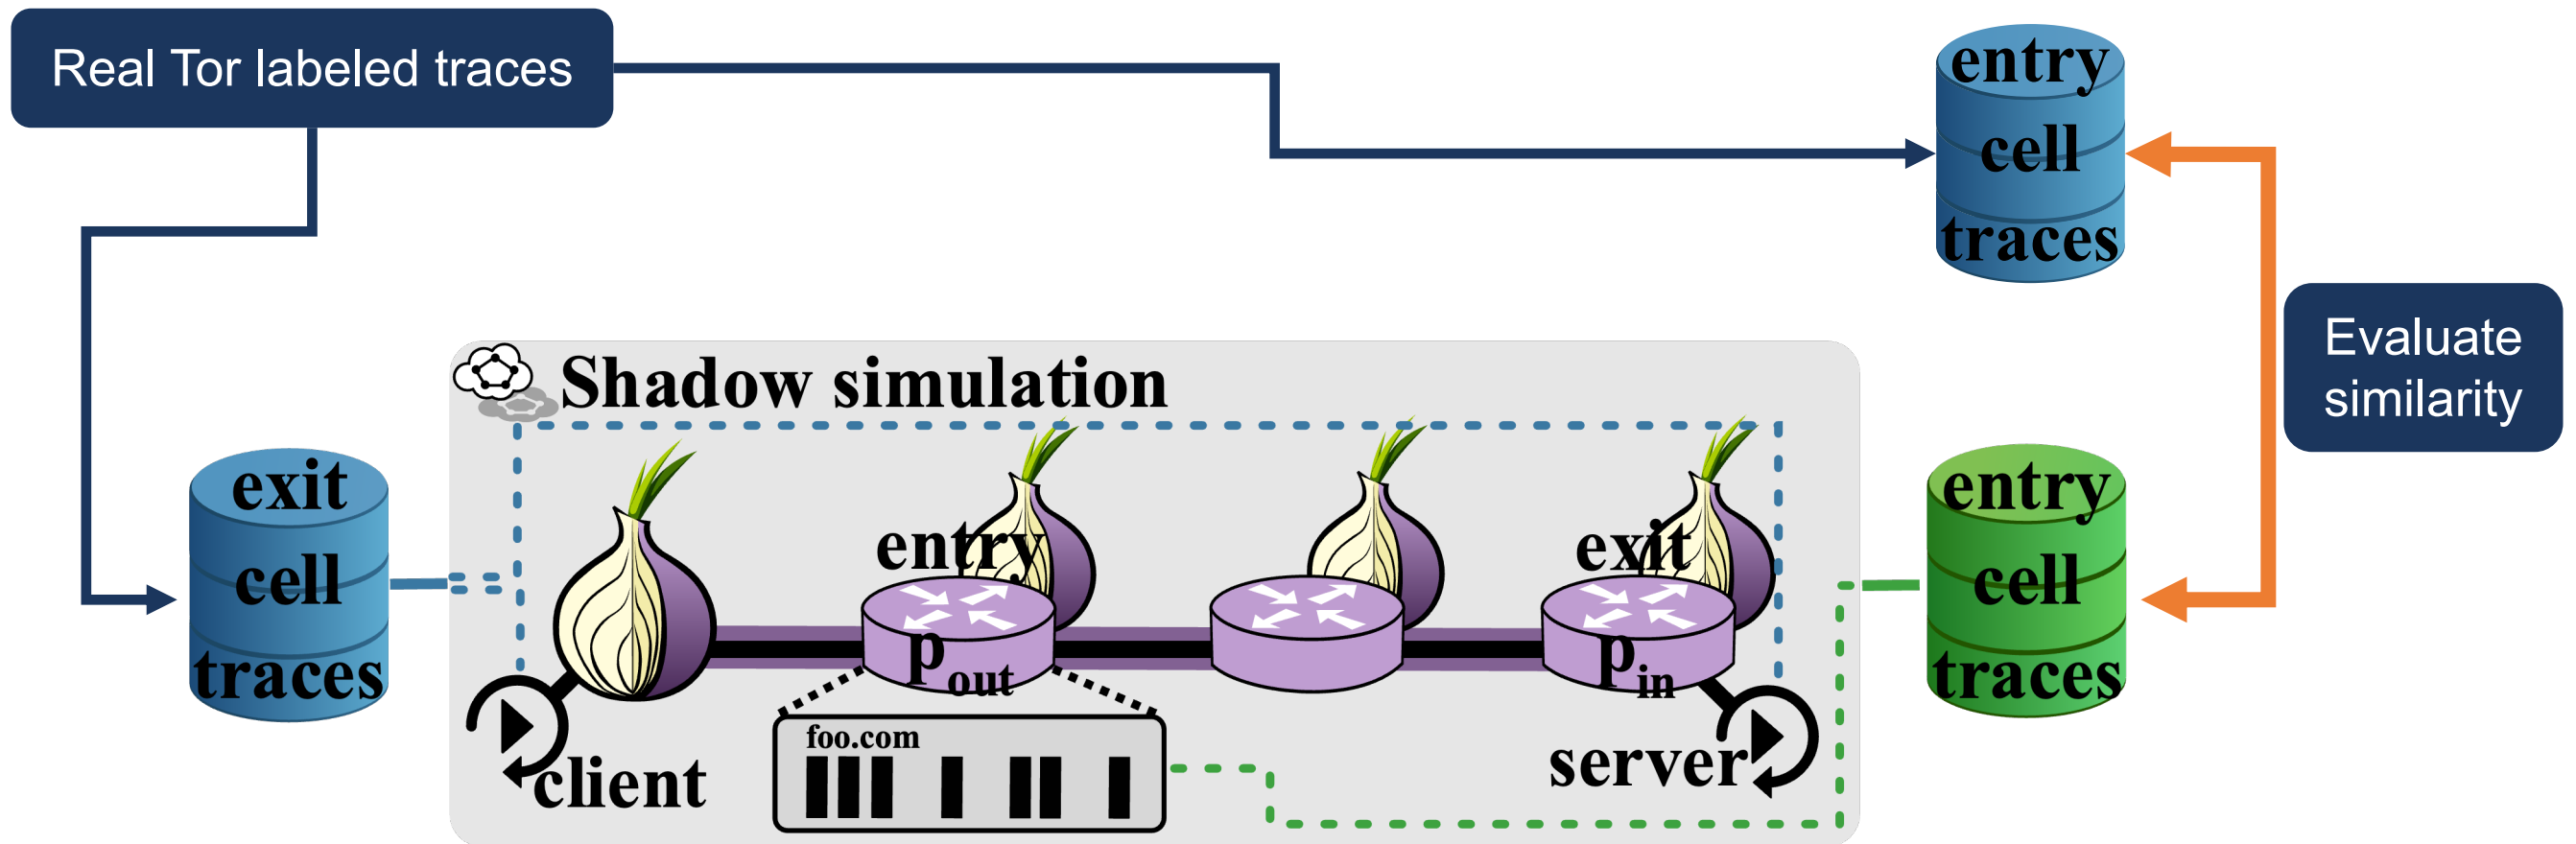 Real Tor labeled traces
entry
cell
traces
Evaluate
similarity
Shadow simulation
exit
cell
traces
entry
exit
entry
cell
traces
p out
p in
foo.com
client
server